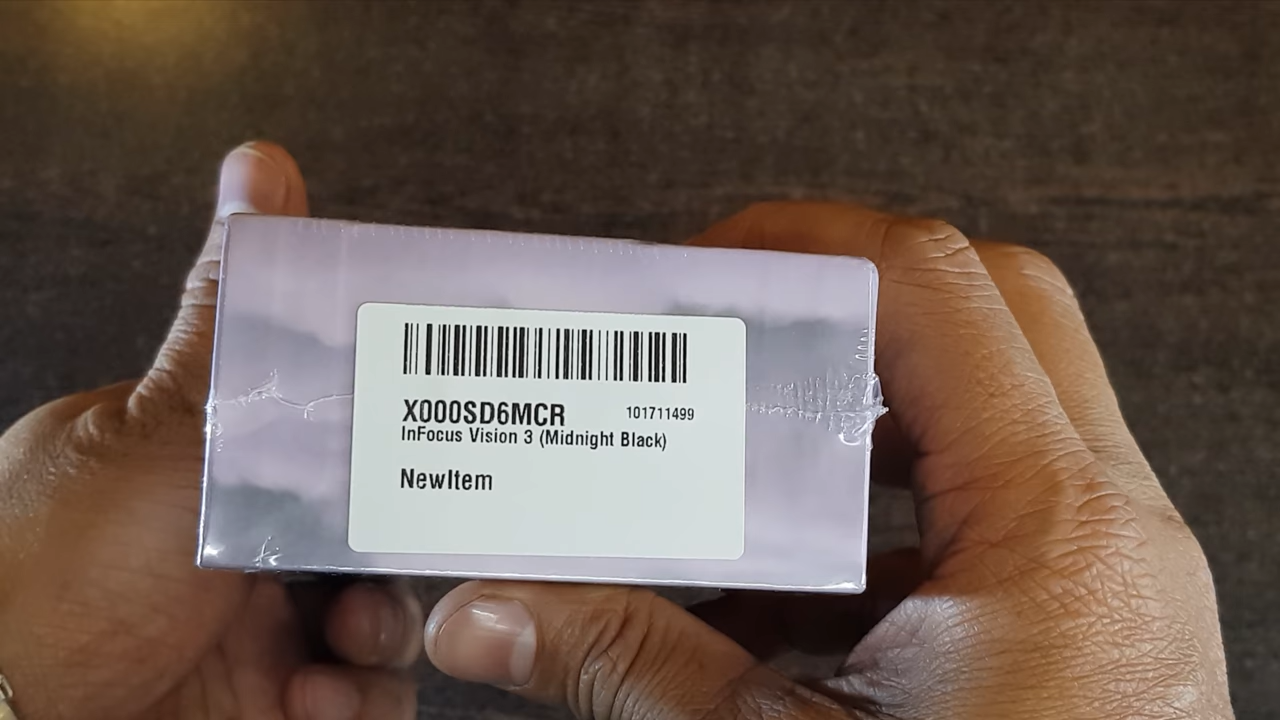 X000SD6MCR 101711499
InFocus Vision 3 (Midnight Black)
NewItem